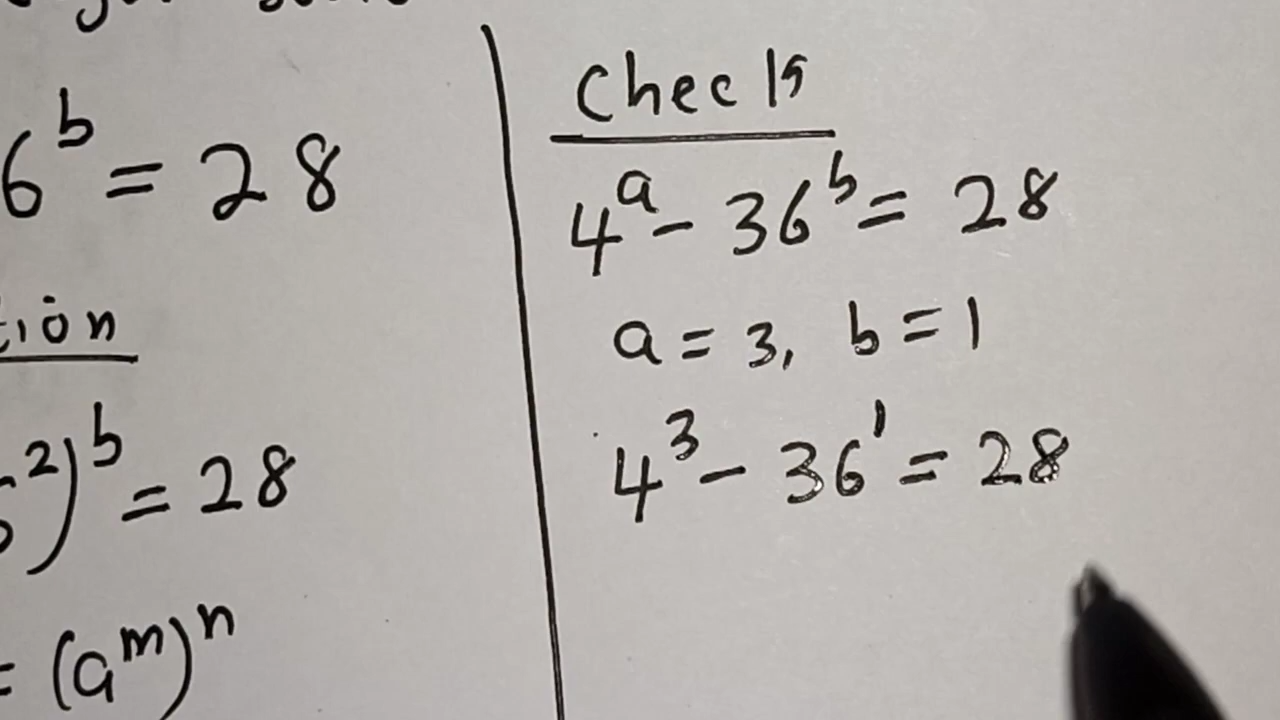 6^b = 28
tion
²)^b = 28
= (a^m)^n
Check
4^a - 36^b = 28
a = 3, b = 1
4^3 - 36^1 = 28